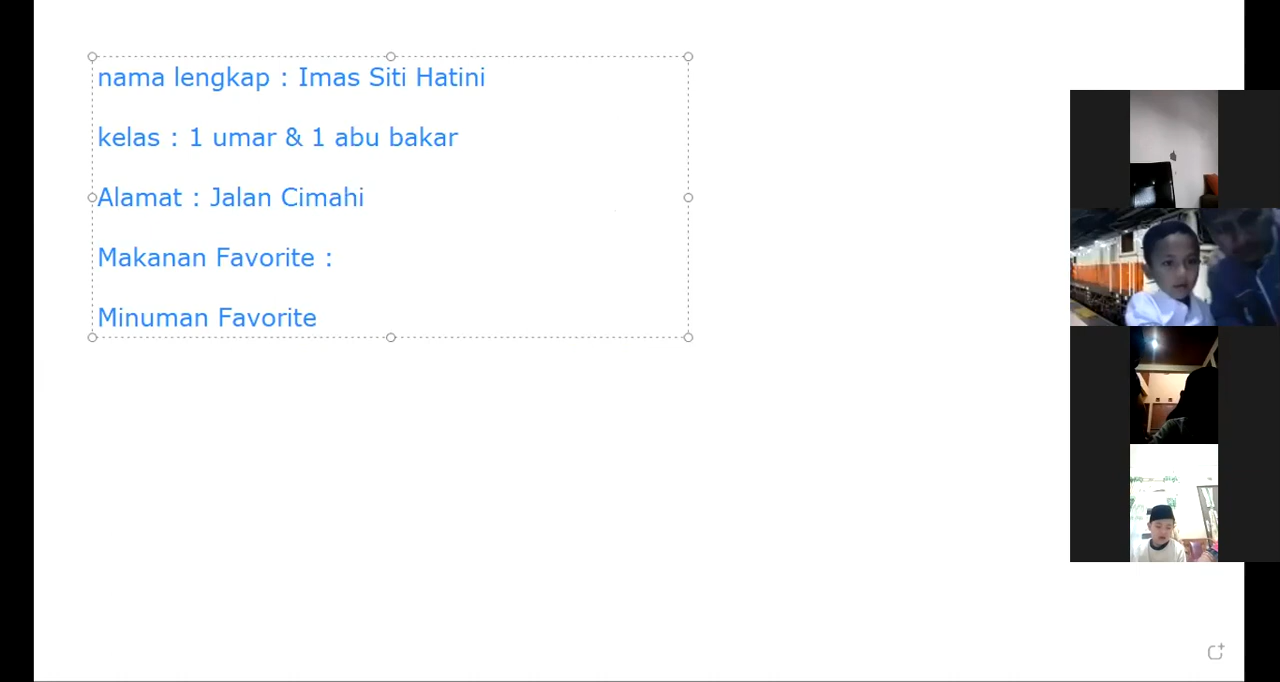 nama lengkap : Imas Siti Hatini
kelas : 1 umar & 1 abu bakar
Alamat : Jalan Cimahi
Makanan Favorite :
Minuman Favorite